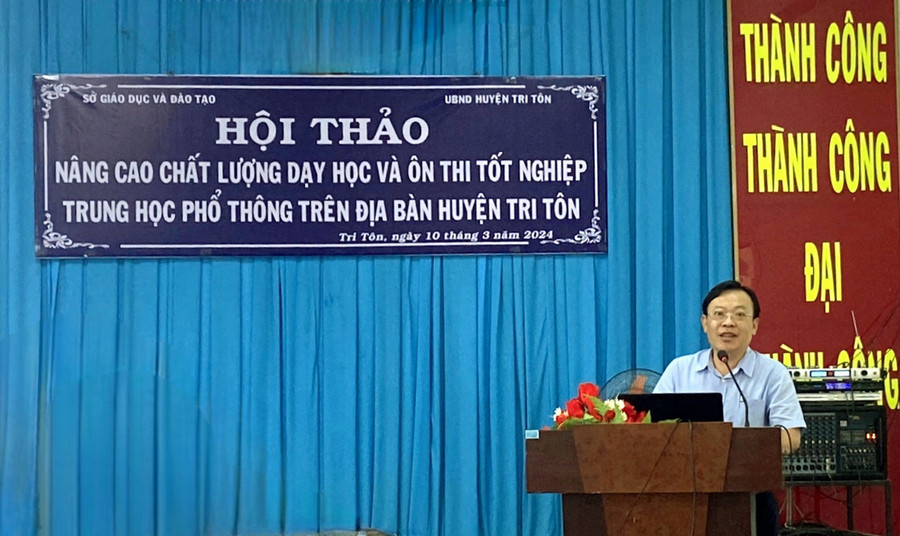 SỞ GIÁO DỤC VÀ ĐÀO TẠO
UBND HUYỆN TRI TÔN
HỘI THẢO
NÂNG CAO CHẤT LƯỢNG DẠY HỌC VÀ ÔN THI TỐT NGHIỆP
TRUNG HỌC PHỔ THÔNG TRÊN ĐỊA BÀN HUYỆN TRI TÔN
Tri Tôn, ngày 10 tháng 3 năm 2024
THÀNH CÔNG
THÀNH CÔNG
ĐẠI
THÀNH CÔNG